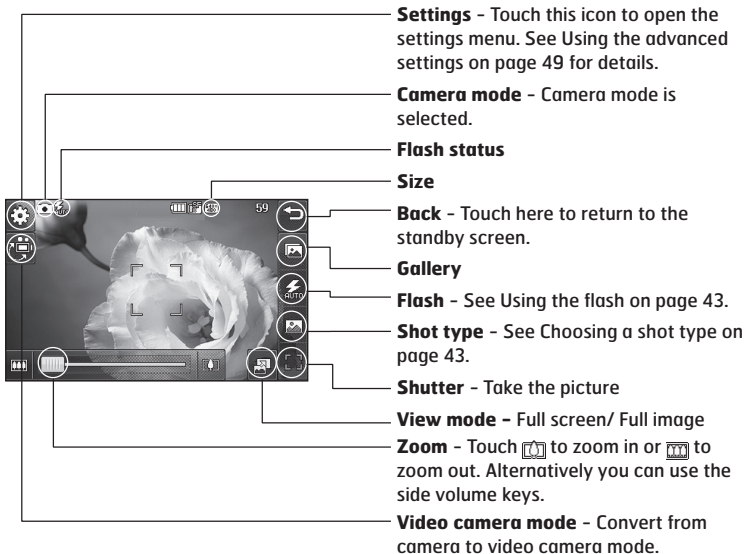 Settings – Touch this icon to open the
settings menu. See Using the advanced
settings on page 49 for details.
Camera mode – Camera mode is
selected.
Flash status
Size
Back – Touch here to return to the
standby screen.
Gallery
Flash – See Using the flash on page 43.
Shot type – See Choosing a shot type on
page 43.
Shutter – Take the picture
View mode – Full screen/ Full image
Zoom – Touch to zoom in or to
zoom out. Alternatively you can use the
side volume keys.
Video camera mode – Convert from
camera to video camera mode.
59
AUTO